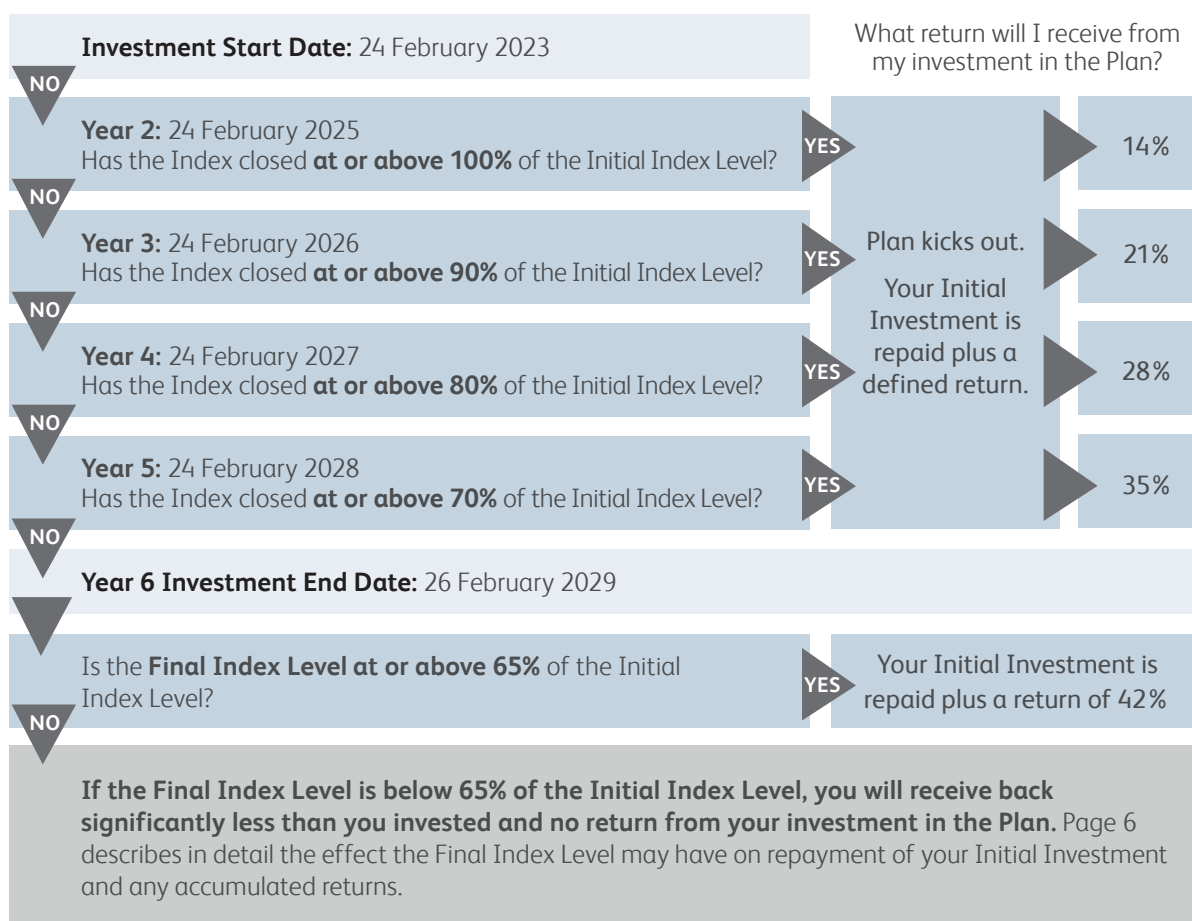 Investment Start Date: 24 February 2023
What return will I receive from
my investment in the Plan?
NO
Year 2: 24 February 2025
Has the Index closed at or above 100% of the Initial Index Level?
YES
14%
NO
Year 3: 24 February 2026
Has the Index closed at or above 90% of the Initial Index Level?
YES
21%
NO
Year 4: 24 February 2027
Has the Index closed at or above 80% of the Initial Index Level?
YES
28%
NO
Year 5: 24 February 2028
Has the Index closed at or above 70% of the Initial Index Level?
YES
35%
Plan kicks out.
Your Initial
Investment is
repaid plus a
defined return.
NO
Year 6 Investment End Date: 26 February 2029
Is the Final Index Level at or above 65% of the Initial
Index Level?
YES
Your Initial Investment is
repaid plus a return of 42%
NO
If the Final Index Level is below 65% of the Initial Index Level, you will receive back
significantly less than you invested and no return from your investment in the Plan. Page 6
describes in detail the effect the Final Index Level may have on repayment of your Initial Investment
and any accumulated returns.